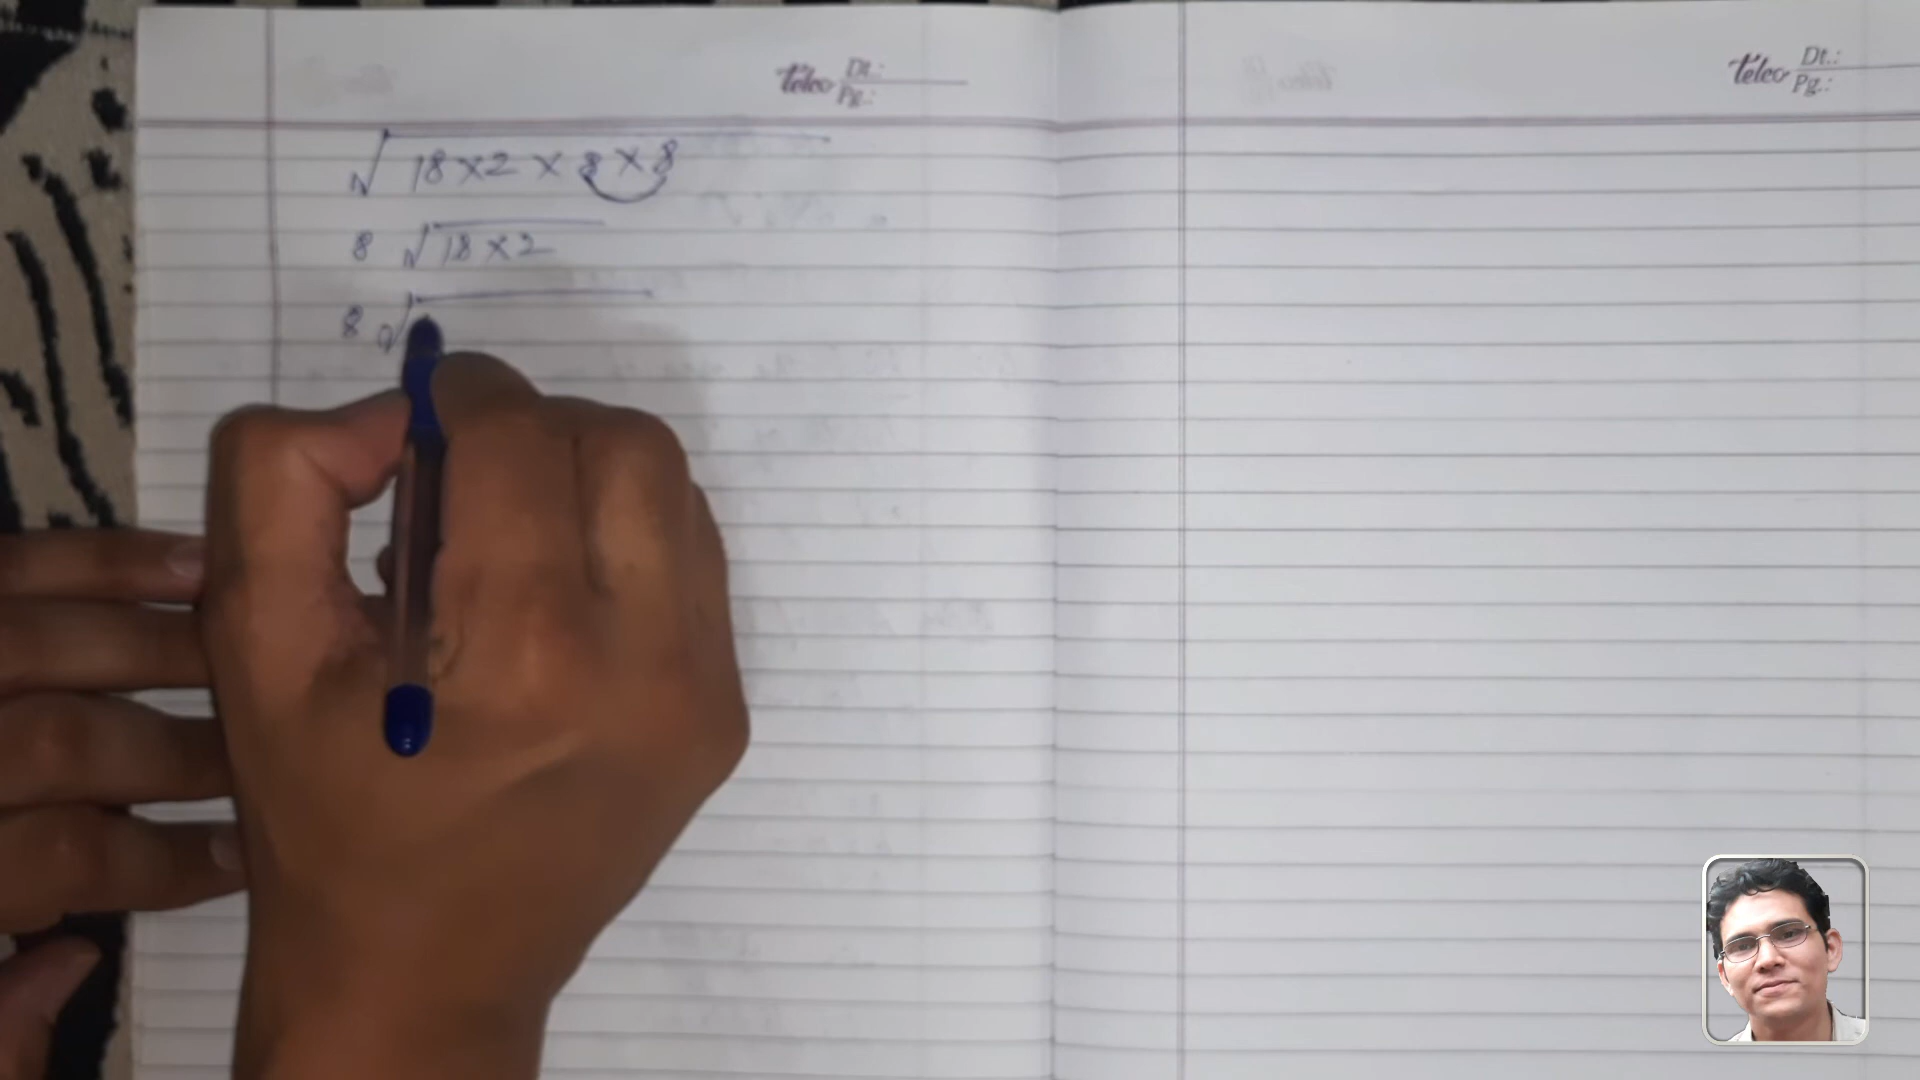 teleo Dt.:
Pg.:
teleo Dt.:
Pg.:
√18×2×8×8
8 √18×2
8 √